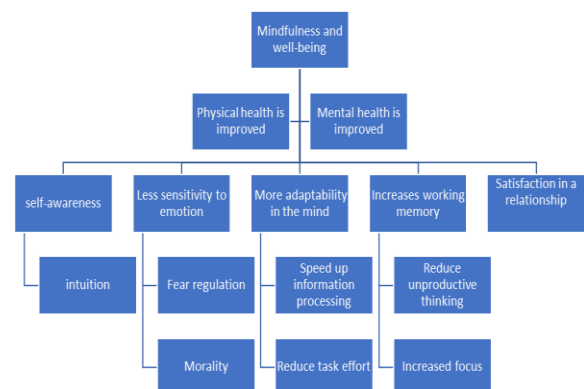 Mindfulness and
well-being
Physical health is
improved
Mental health is
improved
self-awareness
Less sensitivity to
emotion
More adaptability
in the mind
Increases working
memory
Satisfaction in a
relationship
intuition
Fear regulation
Speed up
information
processing
Reduce
unproductive
thinking
Morality
Reduce task effort
Increased focus